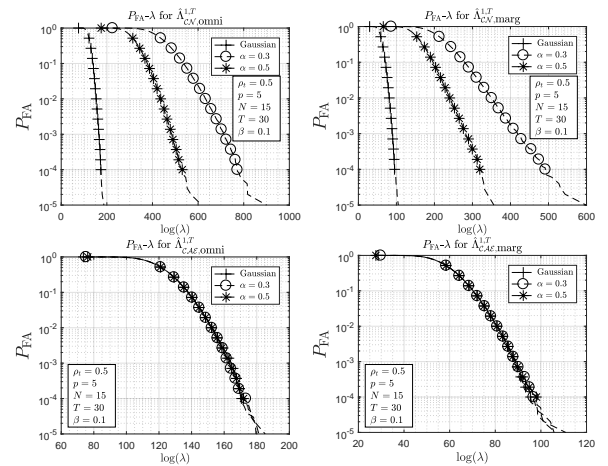 P_FA-λ for Λ̂^{1,T}_{CN,omni}
P_FA
10^0
10^-1
10^-2
10^-3
10^-4
10^-5
Gaussian
α = 0.3
α = 0.5
ρ_t = 0.5
p = 5
N = 15
T = 30
β = 0.1
0 200 400 600 800 1000
log(λ)
P_FA-λ for Λ̂^{1,T}_{CN,marg}
P_FA
10^0
10^-1
10^-2
10^-3
10^-4
10^-5
Gaussian
α = 0.3
α = 0.5
ρ_t = 0.5
p = 5
N = 15
T = 30
β = 0.1
0 100 200 300 400 500 600
log(λ)
P_FA-λ for Λ̂^{1,T}_{CAE,omni}
P_FA
10^0
10^-1
10^-2
10^-3
10^-4
10^-5
Gaussian
α = 0.3
α = 0.5
ρ_t = 0.5
p = 5
N = 15
T = 30
β = 0.1
60 80 100 120 140 160 180 200
log(λ)
P_FA-λ for Λ̂^{1,T}_{CAE,marg}
P_FA
10^0
10^-1
10^-2
10^-3
10^-4
10^-5
Gaussian
α = 0.3
α = 0.5
ρ_t = 0.5
p = 5
N = 15
T = 30
β = 0.1
20 40 60 80 100 120
log(λ)